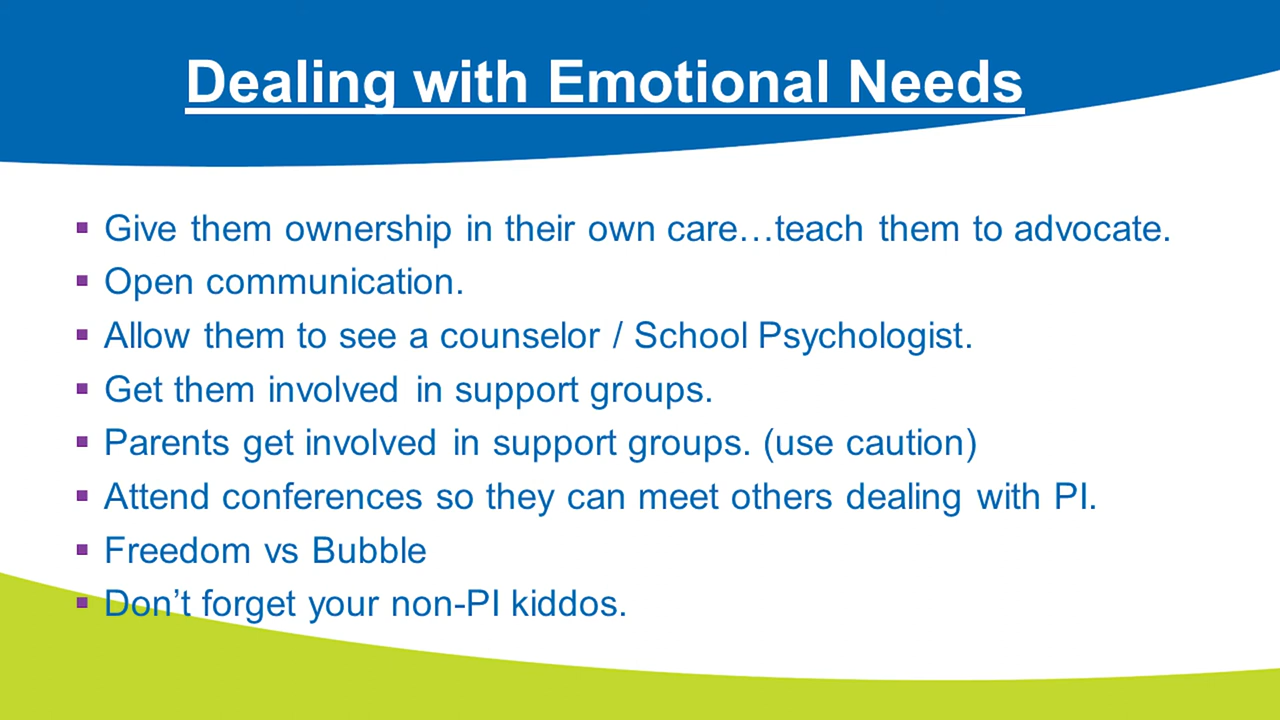 Dealing with Emotional Needs
▪ Give them ownership in their own care…teach them to advocate.
▪ Open communication.
▪ Allow them to see a counselor / School Psychologist.
▪ Get them involved in support groups.
▪ Parents get involved in support groups. (use caution)
▪ Attend conferences so they can meet others dealing with PI.
▪ Freedom vs Bubble
▪ Don’t forget your non-PI kiddos.